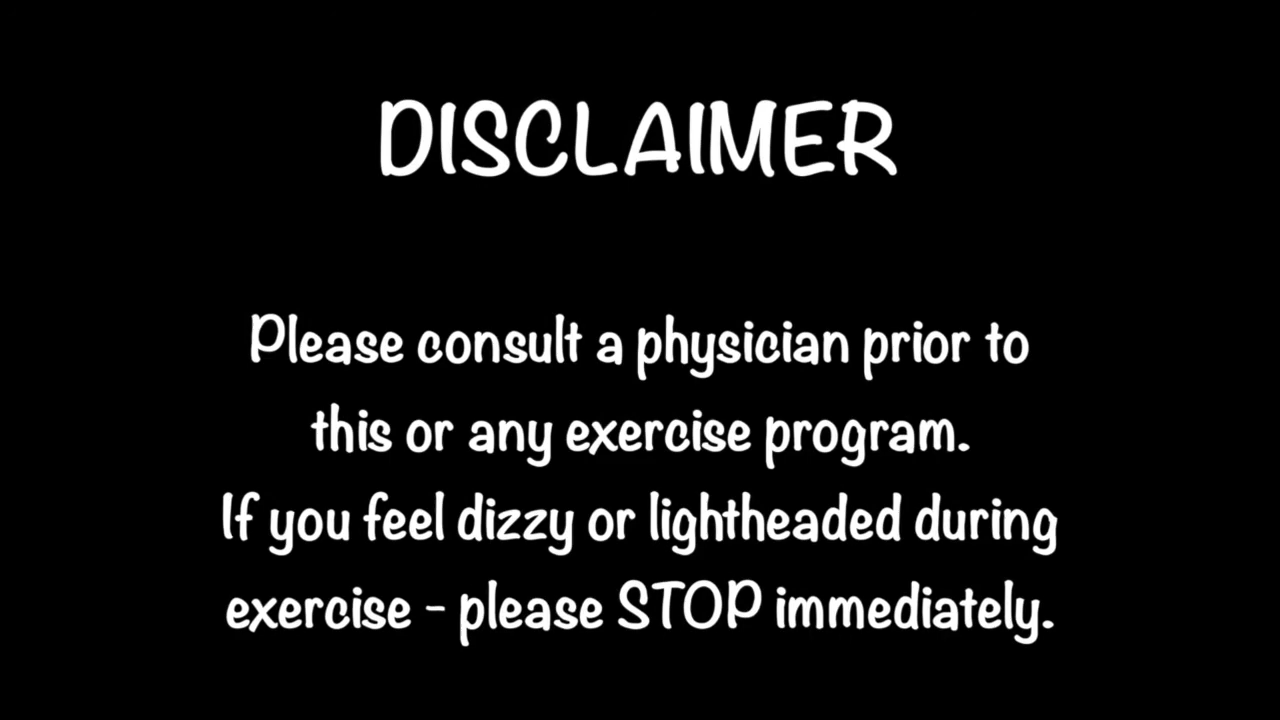 DISCLAIMER
Please consult a physician prior to
this or any exercise program.
If you feel dizzy or lightheaded during
exercise - please STOP immediately.